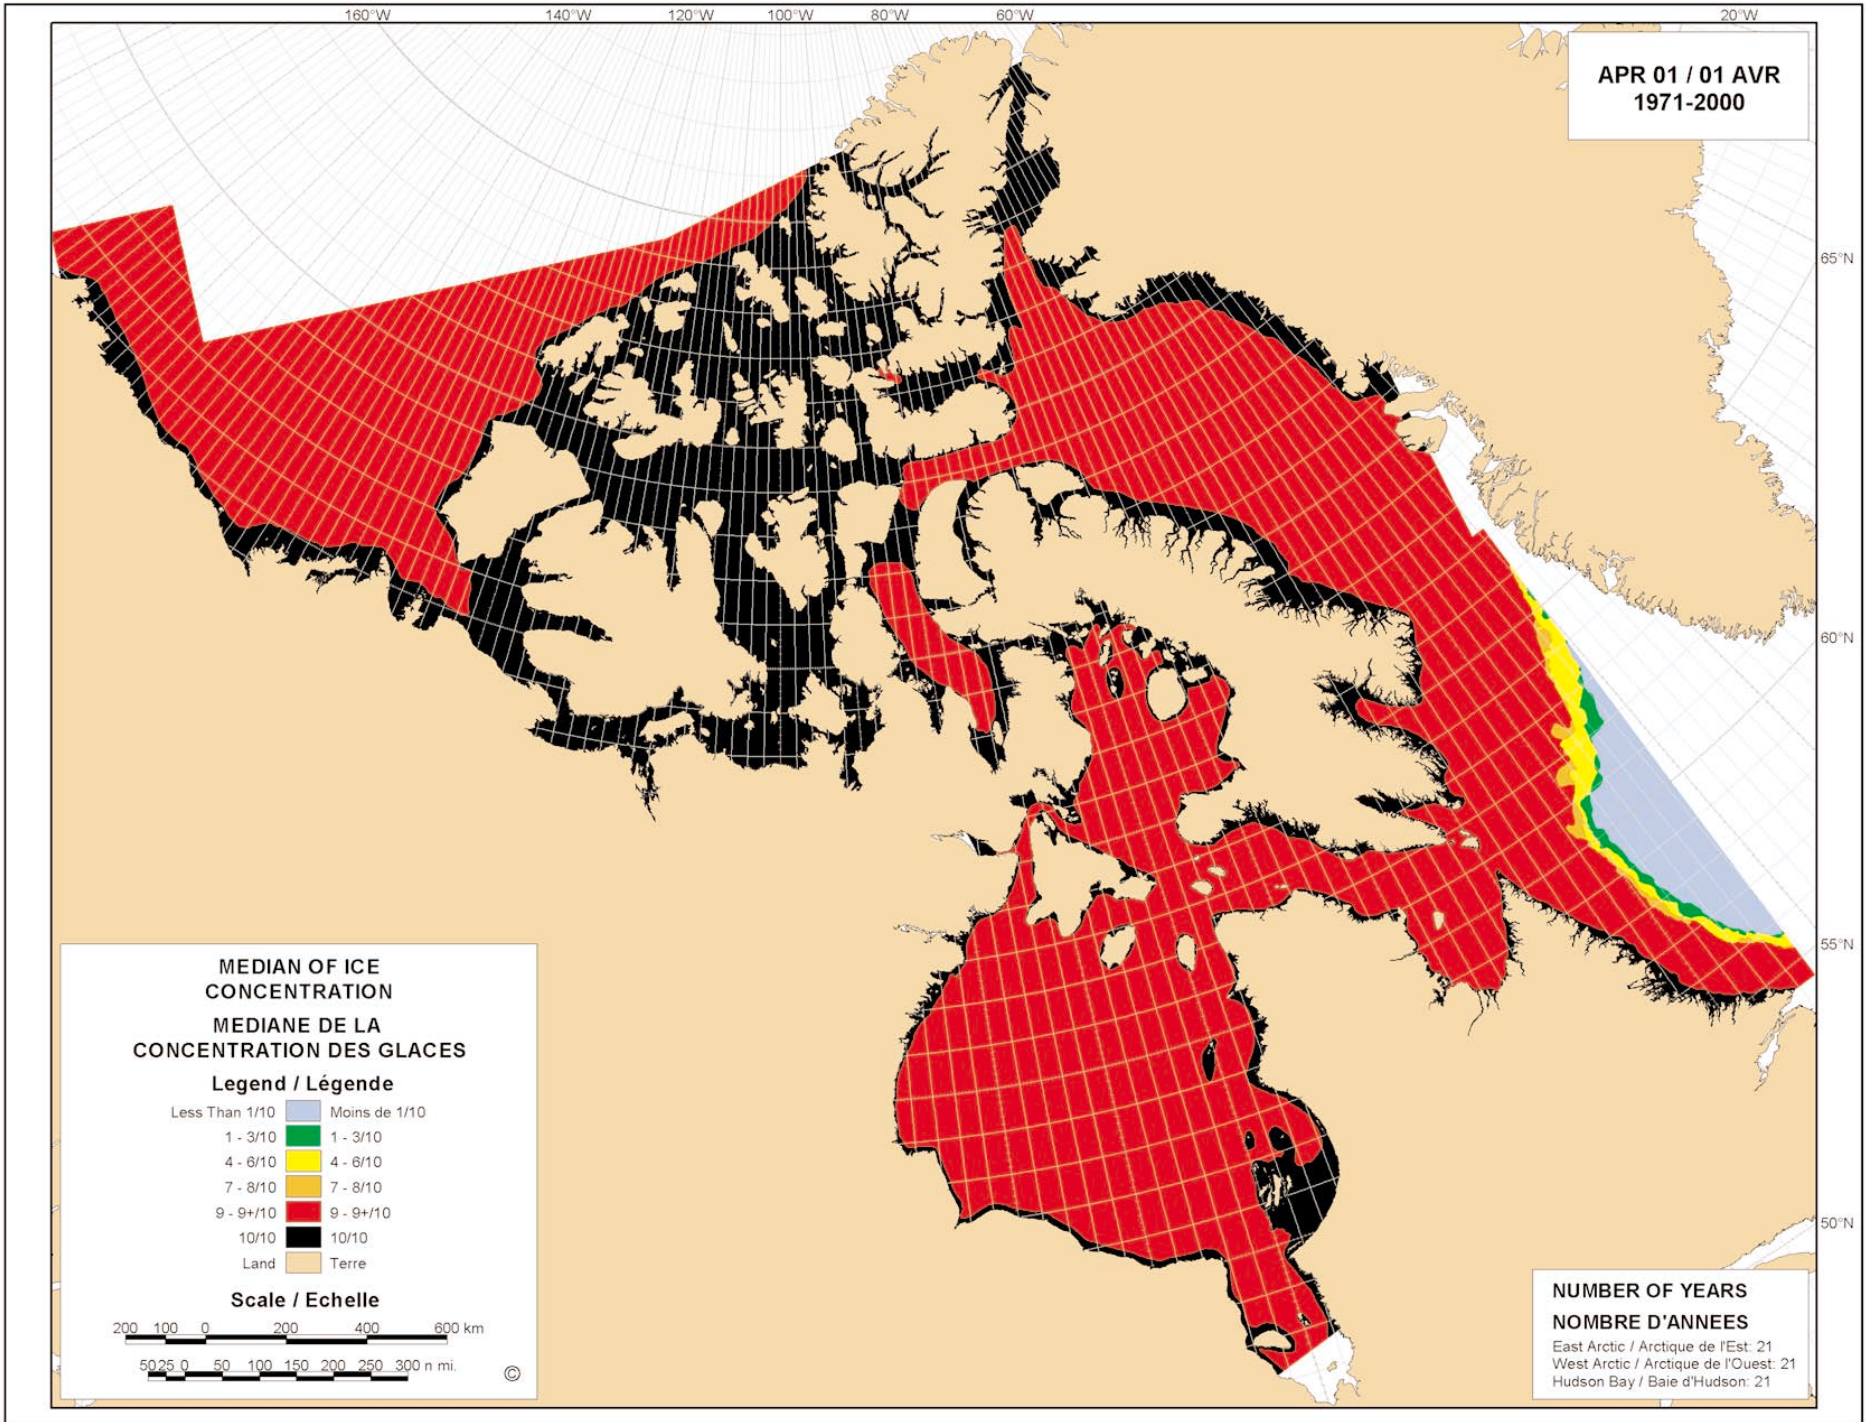 160°W 140°W 120°W 100°W 80°W 60°W 20°W
APR 01 / 01 AVR
1971-2000
65°N
60°N
55°N
50°N
MEDIAN OF ICE
CONCENTRATION
MEDIANE DE LA
CONCENTRATION DES GLACES
Legend / Légende
Less Than 1/10 Moins de 1/10
1 - 3/10 1 - 3/10
4 - 6/10 4 - 6/10
7 - 8/10 7 - 8/10
9 - 9+/10 9 - 9+/10
10/10 10/10
Land Terre
Scale / Echelle
200 100 0 200 400 600 km
50 25 0 50 100 150 200 250 300 n mi.
©
NUMBER OF YEARS
NOMBRE D'ANNEES
East Arctic / Arctique de l'Est: 21
West Arctic / Arctique de l'Ouest: 21
Hudson Bay / Baie d'Hudson: 21